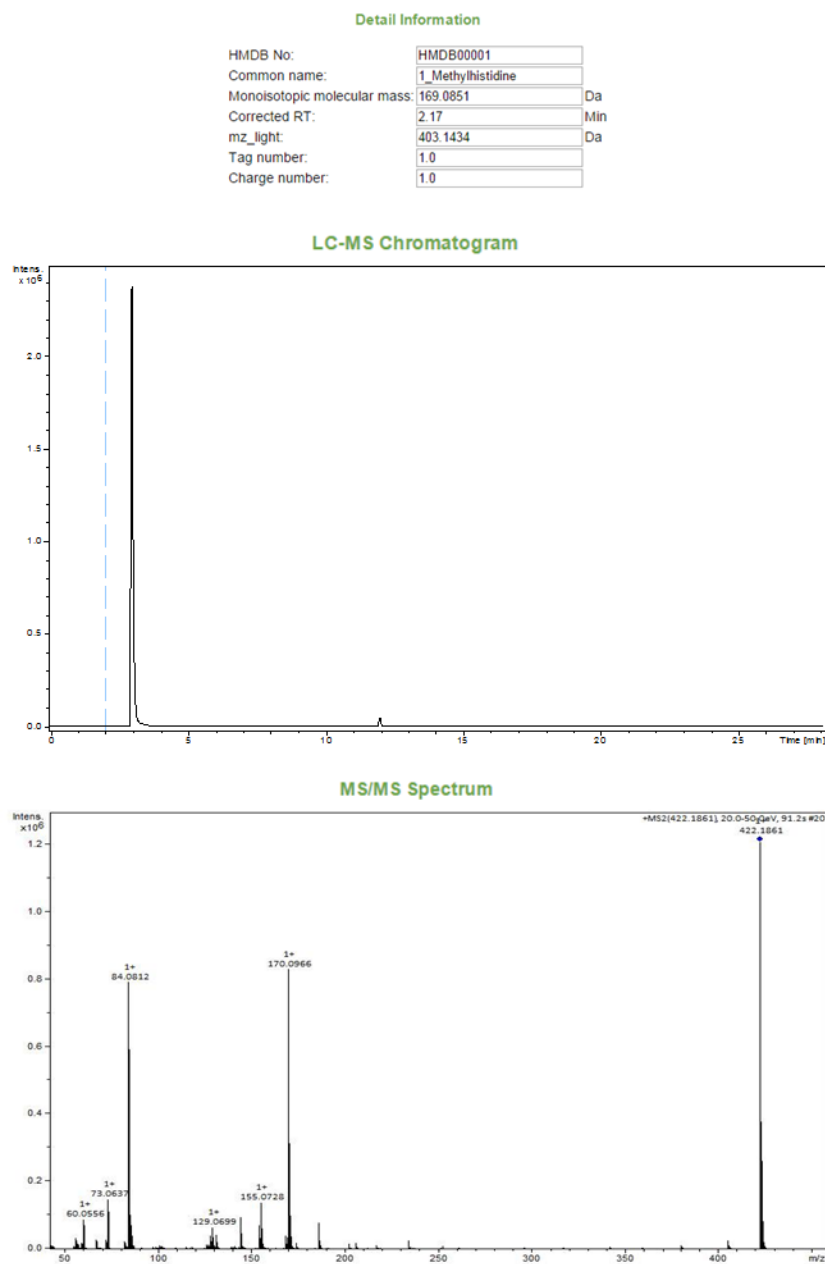 Detail Information
HMDB No: HMDB00001
Common name: 1_Methylhistidine
Monoisotopic molecular mass: 169.0851 Da
Corrected RT: 2.17 Min
mz_light: 403.1434 Da
Tag number: 1.0
Charge number: 1.0
LC-MS Chromatogram
Intens.
x10⁶
2.0
1.5
1.0
0.5
0.0
0 5 10 15 20 25 Time [min]
MS/MS Spectrum
Intens.
x10⁶
+MS2(422.1861), 20.0-50.0eV, 91.2s #20
1+
422.1861
1.2
1.0
1+
170.0966
1+
84.0812
0.8
0.6
0.4
0.2
1+
73.0637
1+
155.0728
1+
60.0556
1+
129.0699
0.0
50 100 150 200 250 300 350 400 m/z